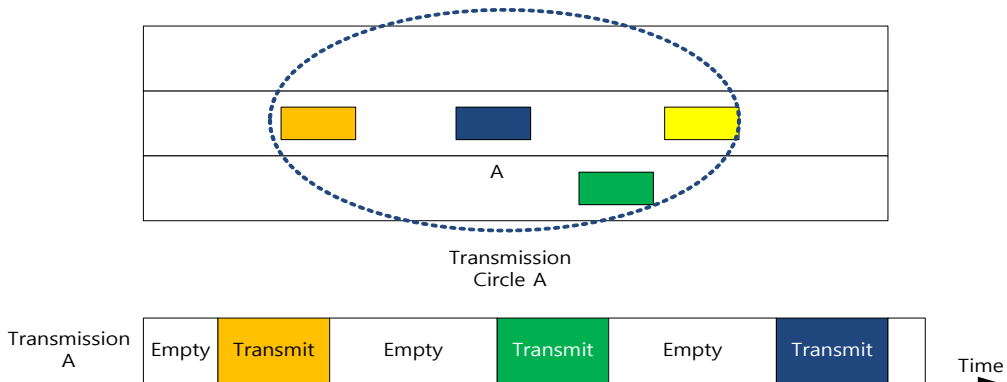 A
Transmission
Circle A
Transmission
A
Empty
Transmit
Empty
Transmit
Empty
Transmit
Time